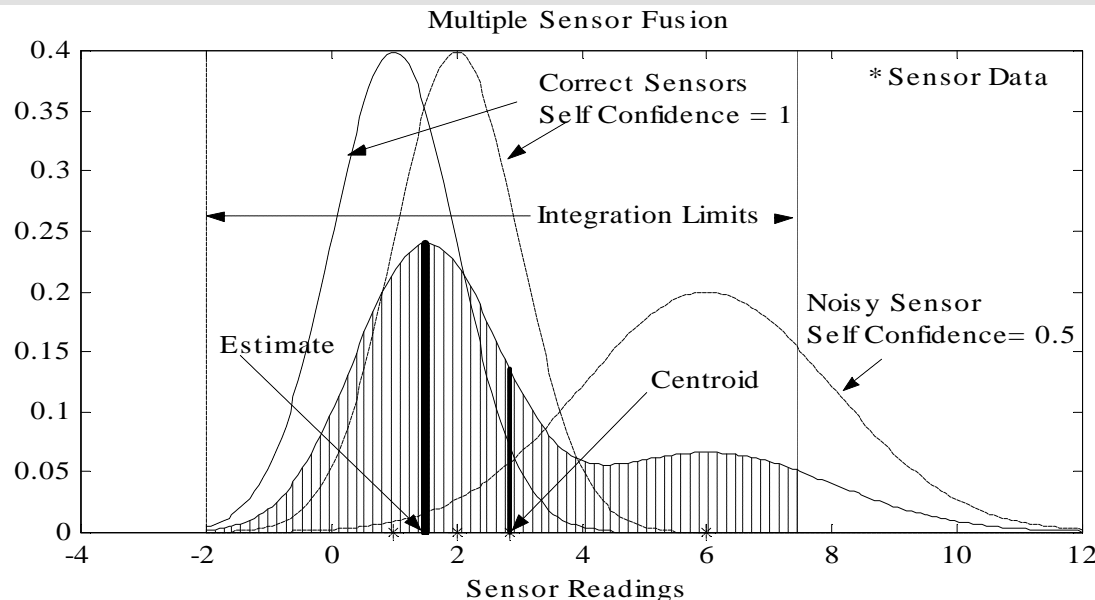 Multiple Sensor Fusion
0.4
0.35
0.3
0.25
0.2
0.15
0.1
0.05
0
Correct Sensors
Self Confidence = 1
* Sensor Data
Integration Limits
Noisy Sensor
Self Confidence= 0.5
Estimate
Centroid
-4 -2 0 2 4 6 8 10 12
Sensor Readings